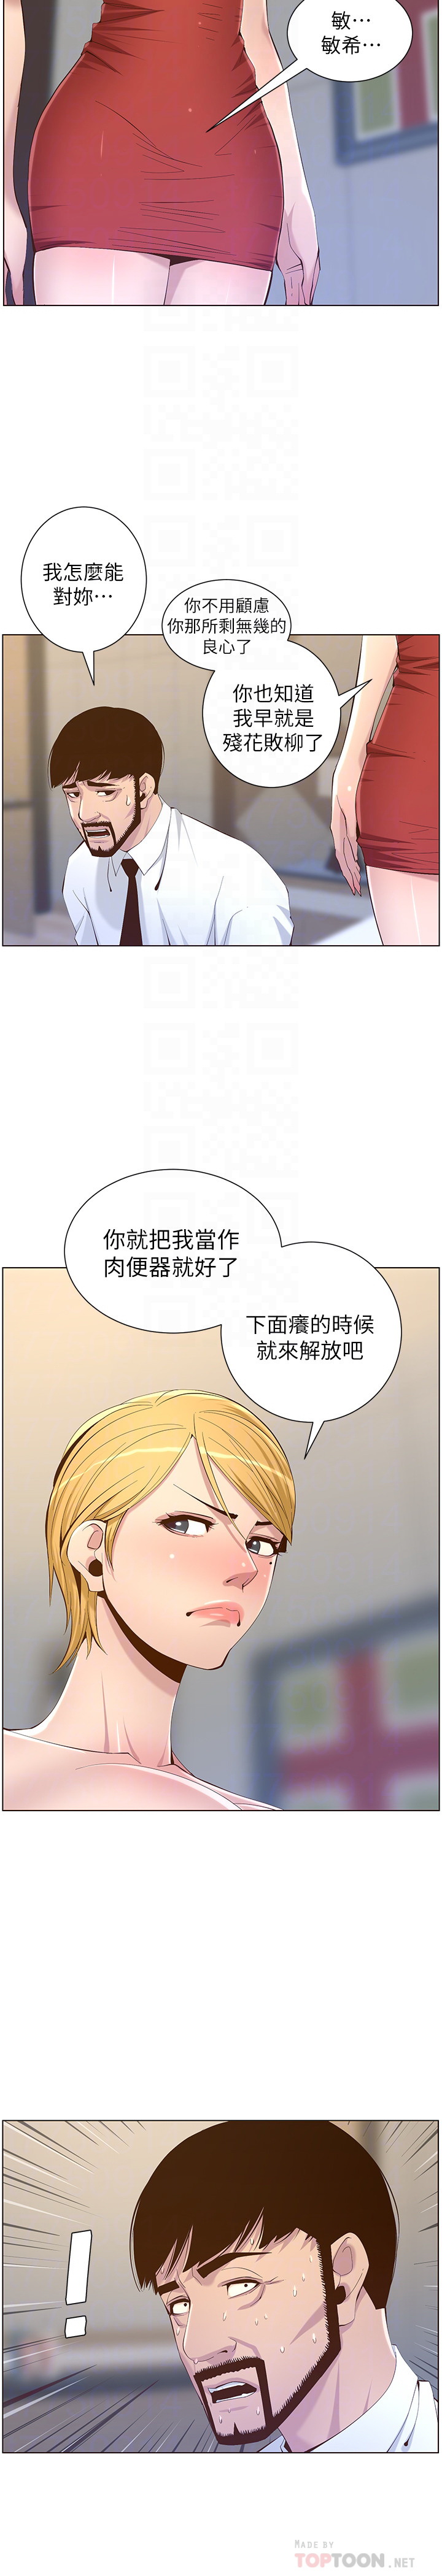 敏⋯
敏希⋯
我怎麼能
對妳⋯
你不用顧慮
你那所剩無幾的
良心了
你也知道
我早就是
殘花敗柳了
你就把我當作
肉便器就好了
下面癢的時候
就來解放吧
!
MADE BY
TOPTOON.NET